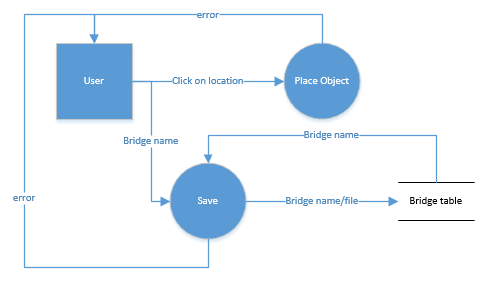 error
User
Click on location
Place Object
Bridge name
Bridge name
error
Save
Bridge name/file
Bridge table